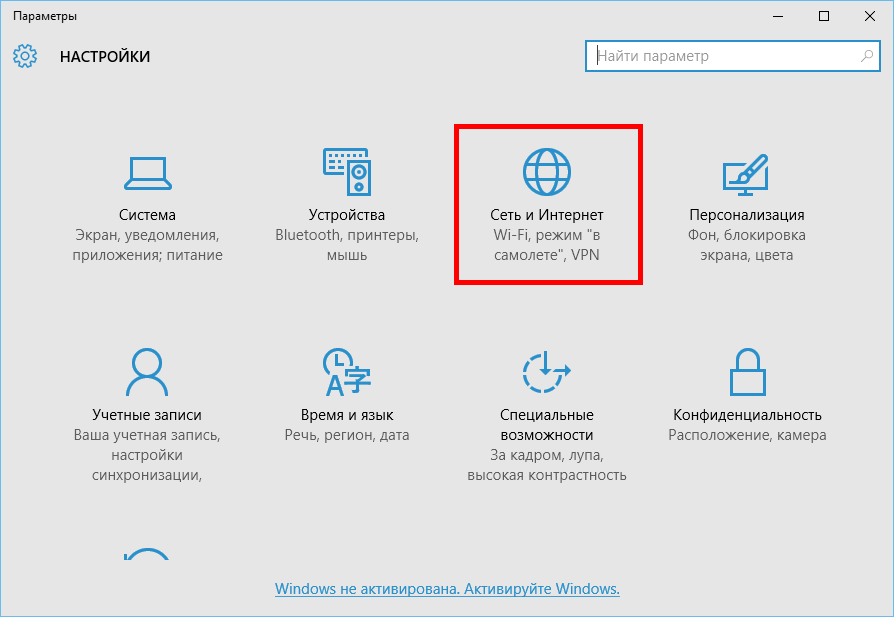 Параметры
НАСТРОЙКИ
Найти параметр
Система
Экран, уведомления,
приложения; питание
Устройства
Bluetooth, принтеры,
мышь
Сеть и Интернет
Wi-Fi, режим "в
самолете", VPN
Персонализация
Фон, блокировка
экрана, цвета
Учетные записи
Ваша учетная запись,
настройки
синхронизации,
Время и язык
Речь, регион, дата
Специальные
возможности
За кадром, лупа,
высокая контрастность
Конфиденциальность
Расположение, камера
Windows не активирована. Активируйте Windows.